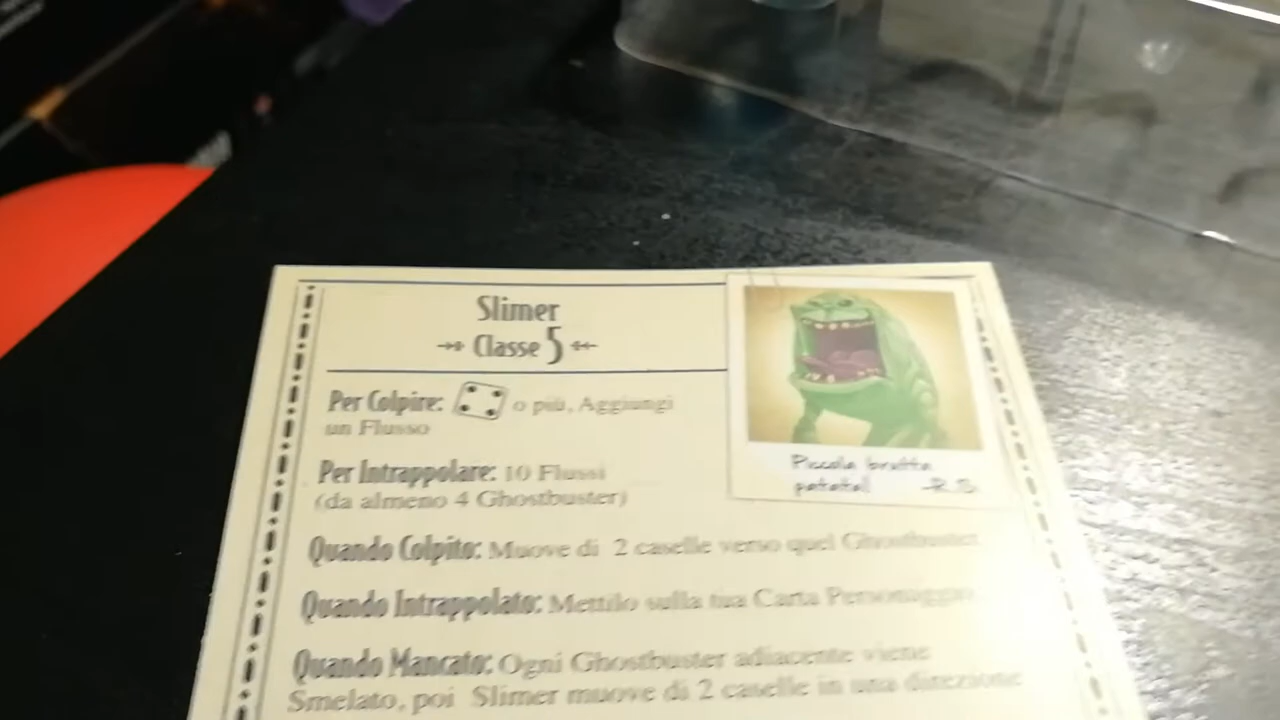 Slimer
Classe 5
Per Colpire: o più, Aggiungi
un Flusso
Per Intrappolare: 10 Flussi
(da almeno 4 Ghostbuster)
Piccola brutta
patata! -R.S.
Quando Colpito: Muove di 2 caselle verso quel Ghostbuster
Quando Intrappolato: Mettilo sulla tua Carta Personaggio
Quando Mancato: Ogni Ghostbuster adiacente viene
Smelato, poi Slimer muove di 2 caselle in una direzione